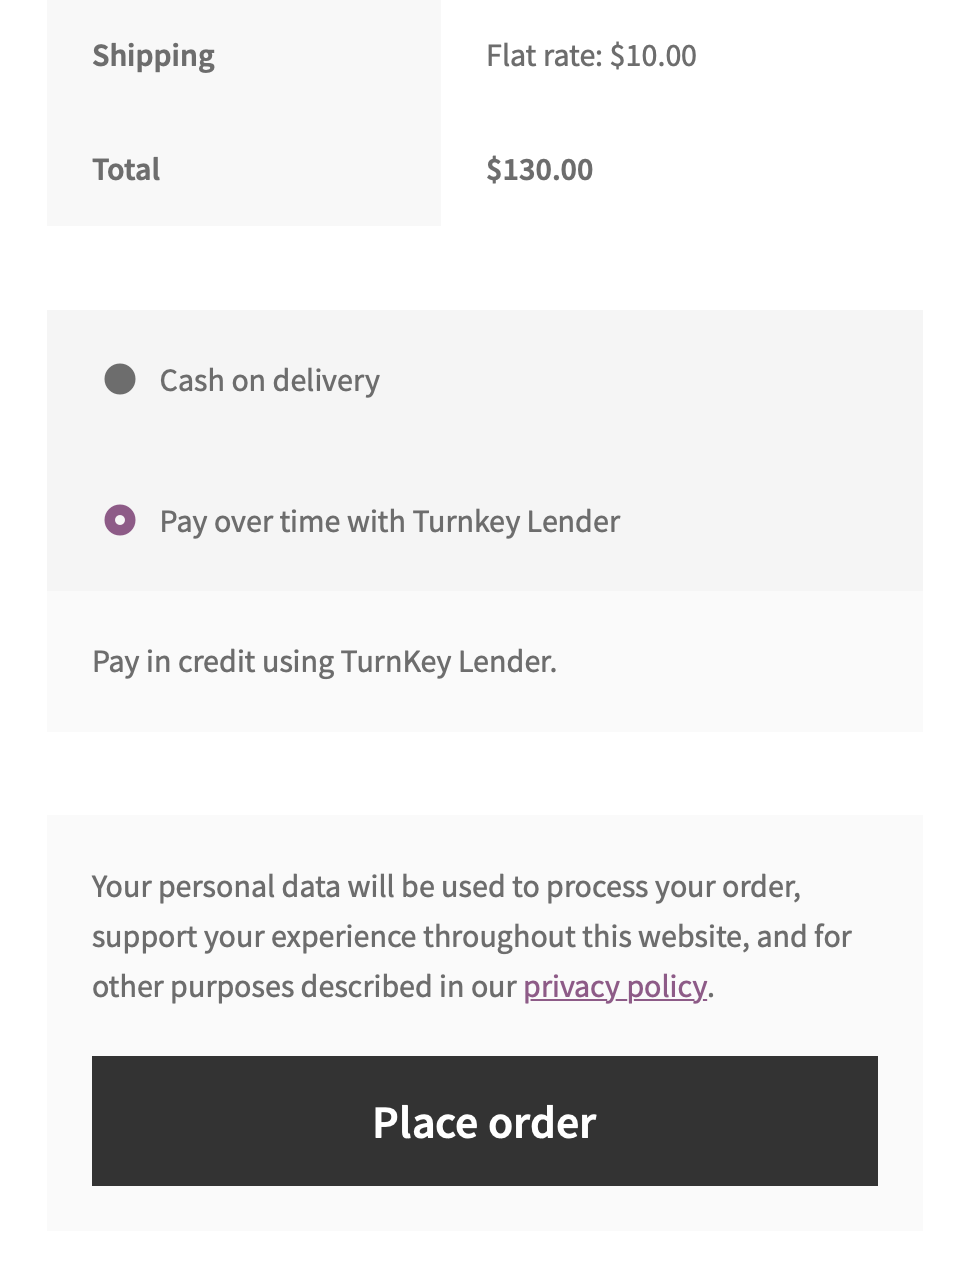 Shipping Flat rate: $10.00
Total $130.00
Cash on delivery
Pay over time with Turnkey Lender
Pay in credit using TurnKey Lender.
Your personal data will be used to process your order,
support your experience throughout this website, and for
other purposes described in our privacy policy.
Place order